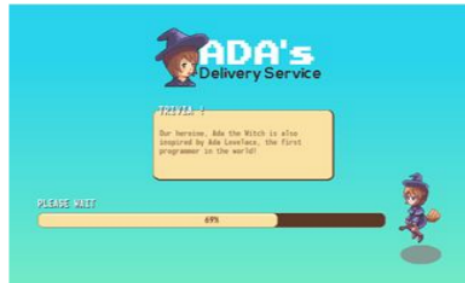 ADA's
Delivery Service
TRIVIA !
Our heroine, Ada the Witch is also
inspired by Ada Lovelace, the first
programmer in the world!
PLEASE WAIT
69%